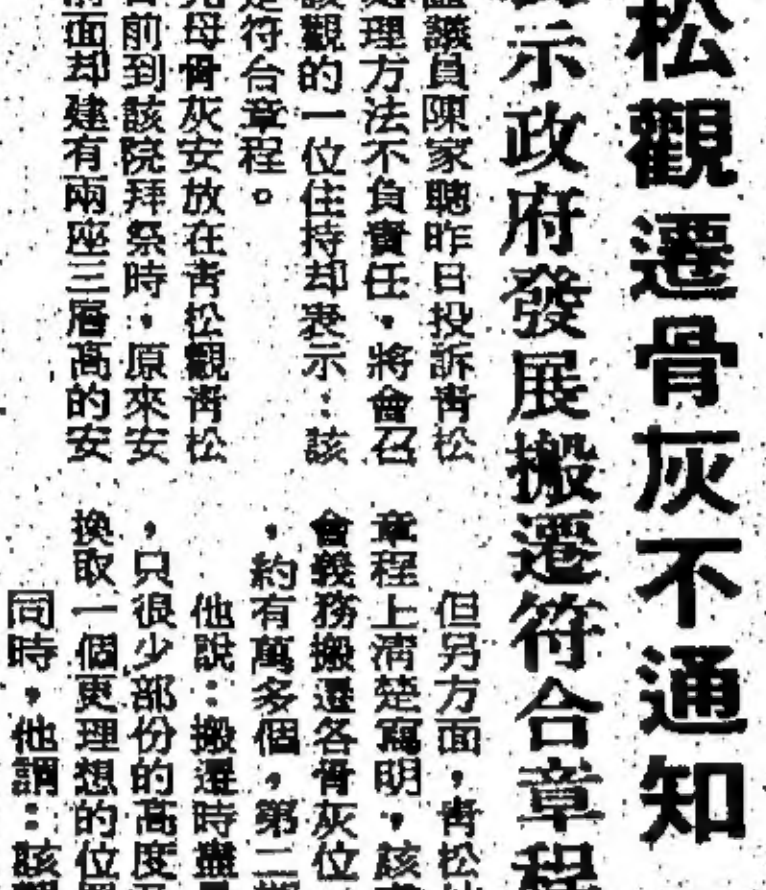 松觀遷骨灰不通知
示政府發展搬遷符合章程
議員陳家驄昨日投訴青松
處理方法不負責任，將會召
該觀的一位住持却表示：該
是符合章程。
母骨灰安放在青松觀青松
前到該院拜祭時，原來安
前面却建有兩座三層高的安
但另方面，青松
章程上清楚寫明，該
會義務搬遷各骨灰位
，約有萬多個，第二期
他說：搬遷時盡
，只很少部份的高度
換取一個更理想的位置
同時，他謂：該觀